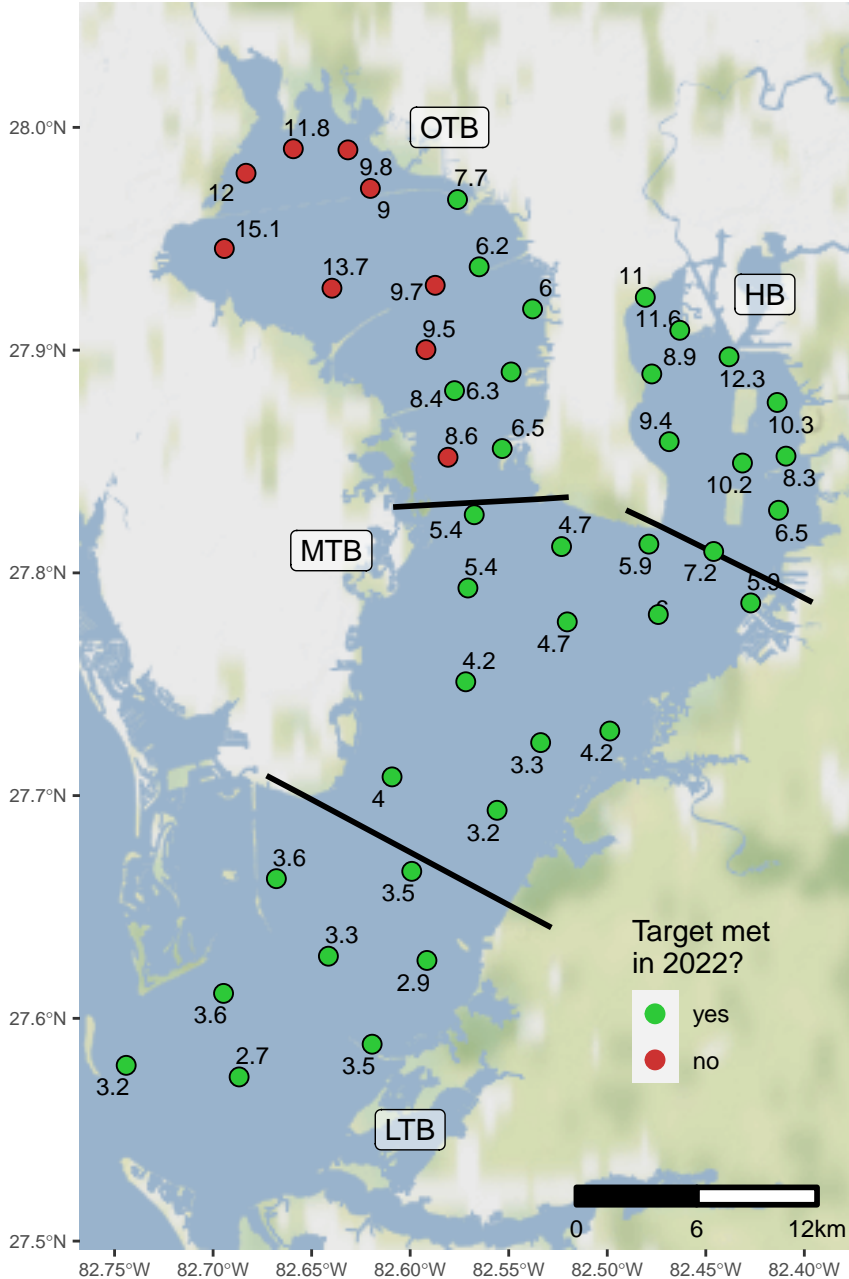 28.0°N
27.9°N
27.8°N
27.7°N
27.6°N
27.5°N
OTB
11.8
9.8
7.7
12
9
15.1
6.2
13.7
9.7
6
HB
11
11.6
9.5
8.9
12.3
8.4
6.3
10.3
9.4
6.5
8.6
10.2
8.3
6.5
MTB
5.4
4.7
5.9
7.2
5.9
5.4
6
4.7
4.2
3.3
4.2
4
3.2
3.6
3.5
3.3
2.9
3.6
3.5
2.7
3.2
LTB
Target met
in 2022?
yes
no
0 6 12km
82.75°W 82.70°W 82.65°W 82.60°W 82.55°W 82.50°W 82.45°W 82.40°W